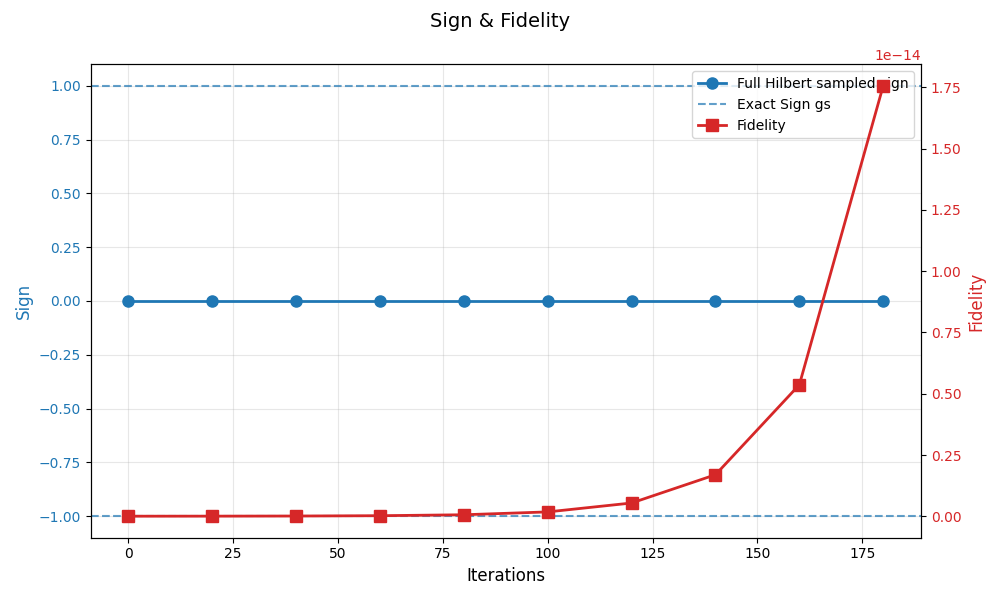 Sign & Fidelity
1e−14
Full Hilbert sampled sign
Exact Sign gs
Fidelity
1.00
0.75
0.50
0.25
0.00
−0.25
−0.50
−0.75
−1.00
Sign
1.75
1.50
1.25
1.00
0.75
0.50
0.25
0.00
Fidelity
0 25 50 75 100 125 150 175
Iterations